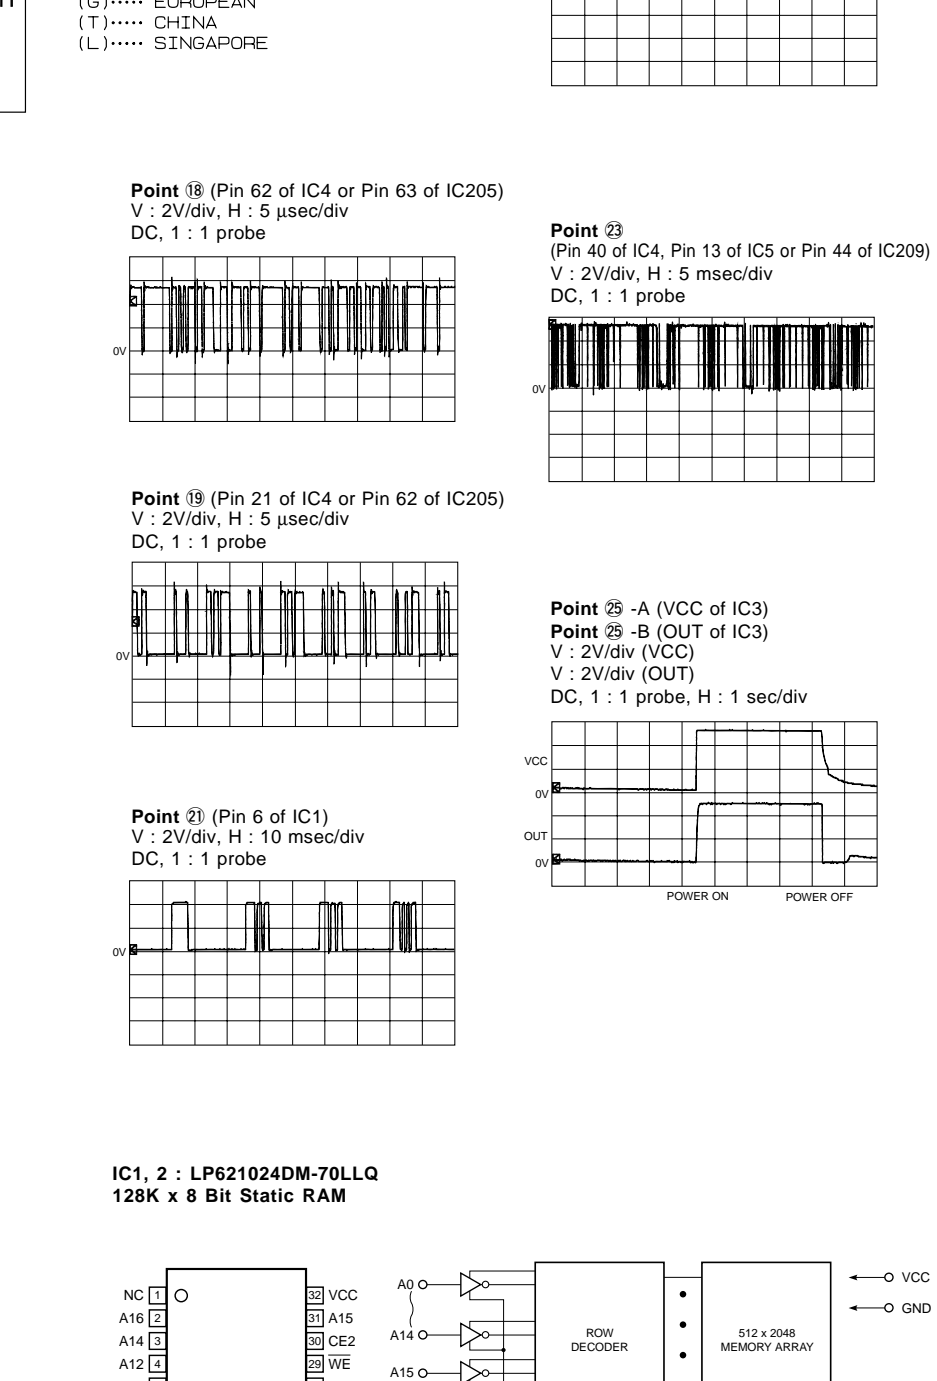 (G)····· EUROPEAN
(T)····· CHINA
(L)····· SINGAPORE
Point ⑱ (Pin 62 of IC4 or Pin 63 of IC205)
V : 2V/div, H : 5 µsec/div
DC, 1 : 1 probe
0V
Point ⑲ (Pin 21 of IC4 or Pin 62 of IC205)
V : 2V/div, H : 5 µsec/div
DC, 1 : 1 probe
0V
Point ㉑ (Pin 6 of IC1)
V : 2V/div, H : 10 msec/div
DC, 1 : 1 probe
0V
Point ㉓
(Pin 40 of IC4, Pin 13 of IC5 or Pin 44 of IC209)
V : 2V/div, H : 5 msec/div
DC, 1 : 1 probe
0V
Point ㉕ -A (VCC of IC3)
Point ㉕ -B (OUT of IC3)
V : 2V/div (VCC)
V : 2V/div (OUT)
DC, 1 : 1 probe, H : 1 sec/div
VCC
0V
OUT
0V
POWER ON POWER OFF
IC1, 2 : LP621024DM-70LLQ
128K x 8 Bit Static RAM
NC 1
A16 2
A14 3
A12 4
32 VCC
31 A15
30 CE2
29 W̅E̅
A0
A14
A15
ROW
DECODER
512 x 2048
MEMORY ARRAY
VCC
GND